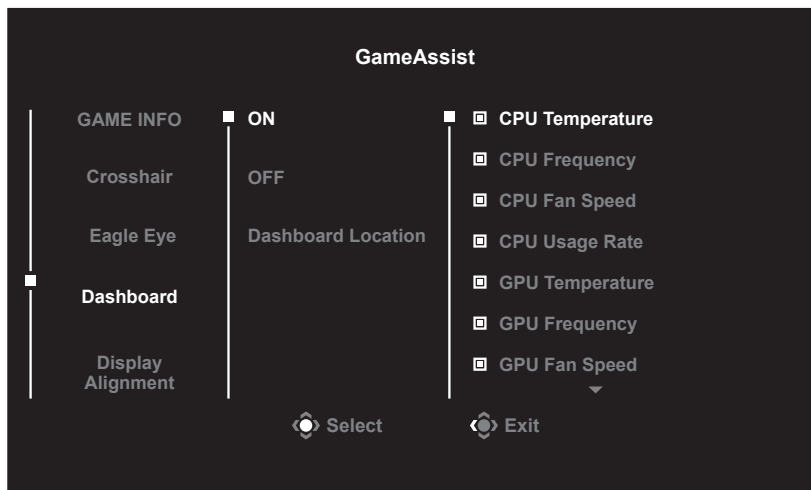 GameAssist
GAME INFO
Crosshair
Eagle Eye
Dashboard
Display
Alignment
ON
OFF
Dashboard Location
CPU Temperature
CPU Frequency
CPU Fan Speed
CPU Usage Rate
GPU Temperature
GPU Frequency
GPU Fan Speed
Select
Exit